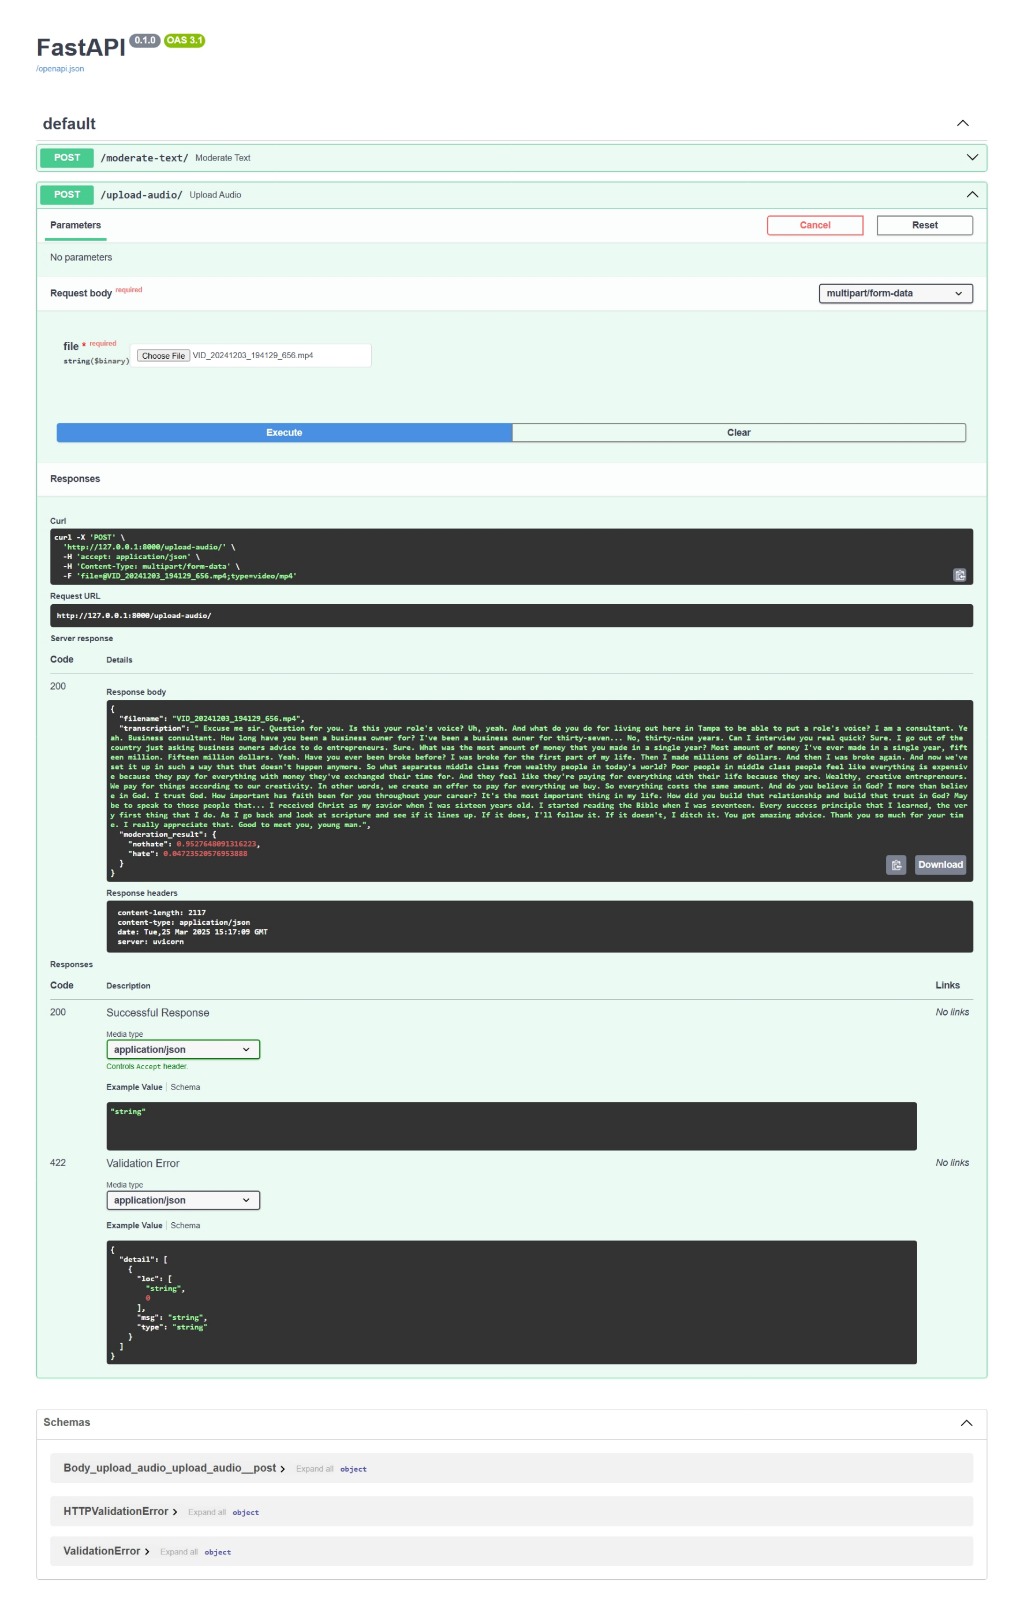 FastAPI 0.1.0 OAS 3.1
/openapi.json
default
POST /moderate-text/ Moderate Text
POST /upload-audio/ Upload Audio
Parameters
Cancel
Reset
No parameters
Request body required
multipart/form-data
file * required
string($binary)
Choose File VID_20241203_194129_656.mp4
Execute
Clear
Responses
Curl
curl -X 'POST' \
'http://127.0.0.1:8000/upload-audio/' \
-H 'accept: application/json' \
-H 'Content-Type: multipart/form-data' \
-F 'file=@VID_20241203_194129_656.mp4;type=video/mp4'
Request URL
http://127.0.0.1:8000/upload-audio/
Server response
Code Details
200
Response body
{
"filename": "VID_20241203_194129_656.mp4",
"transcription": " Excuse me sir. Question for you. Is this your role's voice? Uh, yeah. And what do you do for living out here in Tampa to be able to put a role's voice? I am a consultant. Ye
ah. Business consultant. How long have you been a business owner for? I've been a business owner for thirty-seven... No, thirty-nine years. Can I interview you real quick? Sure. I go out of the
country just asking business owners advice to do entrepreneurs. Sure. What was the most amount of money that you made in a single year? Most amount of money I've ever made in a single year, fift
een million. Fifteen million dollars. Yeah. Have you ever been broke before? I was broke for the first part of my life. Then I made millions of dollars. And then I was broke again. And now we've
set it up in such a way that that doesn't happen anymore. So what separates middle class from wealthy people in today's world? Poor people in middle class people feel like everything is expensiv
e because they pay for everything with money they've exchanged their time for. And they feel like they're paying for everything with their life because they are. Wealthy, creative entrepreneurs.
We pay for things according to our creativity. In other words, we create an offer to pay for everything we buy. So everything costs the same amount. And do you believe in God? I more than believ
e in God. I trust God. How important has faith been for you throughout your career? It's the most important thing in my life. How did you build that relationship and build that trust in God? May
be to speak to those people that... I received Christ as my savior when I was sixteen years old. I started reading the Bible when I was seventeen. Every success principle that I learned, the ver
y first thing that I do. As I go back and look at scripture and see if it lines up. If it does, I'll follow it. If it doesn't, I ditch it. You got amazing advice. Thank you so much for your tim
e. I really appreciate that. Good to meet you, young man.",
"moderation_result": {
"nothate": 0.9527648091316223,
"hate": 0.04723520576953888
}
}
Download
Response headers
content-length: 2117
content-type: application/json
date: Tue,25 Mar 2025 15:17:09 GMT
server: uvicorn
Responses
Code Description Links
200 Successful Response No links
Media type
application/json
Controls Accept header.
Example Value Schema
"string"
422 Validation Error No links
Media type
application/json
Example Value Schema
{
"detail": [
{
"loc": [
"string",
0
],
"msg": "string",
"type": "string"
}
]
}
Schemas
Body_upload_audio_upload_audio__post Expand all object
HTTPValidationError Expand all object
ValidationError Expand all object